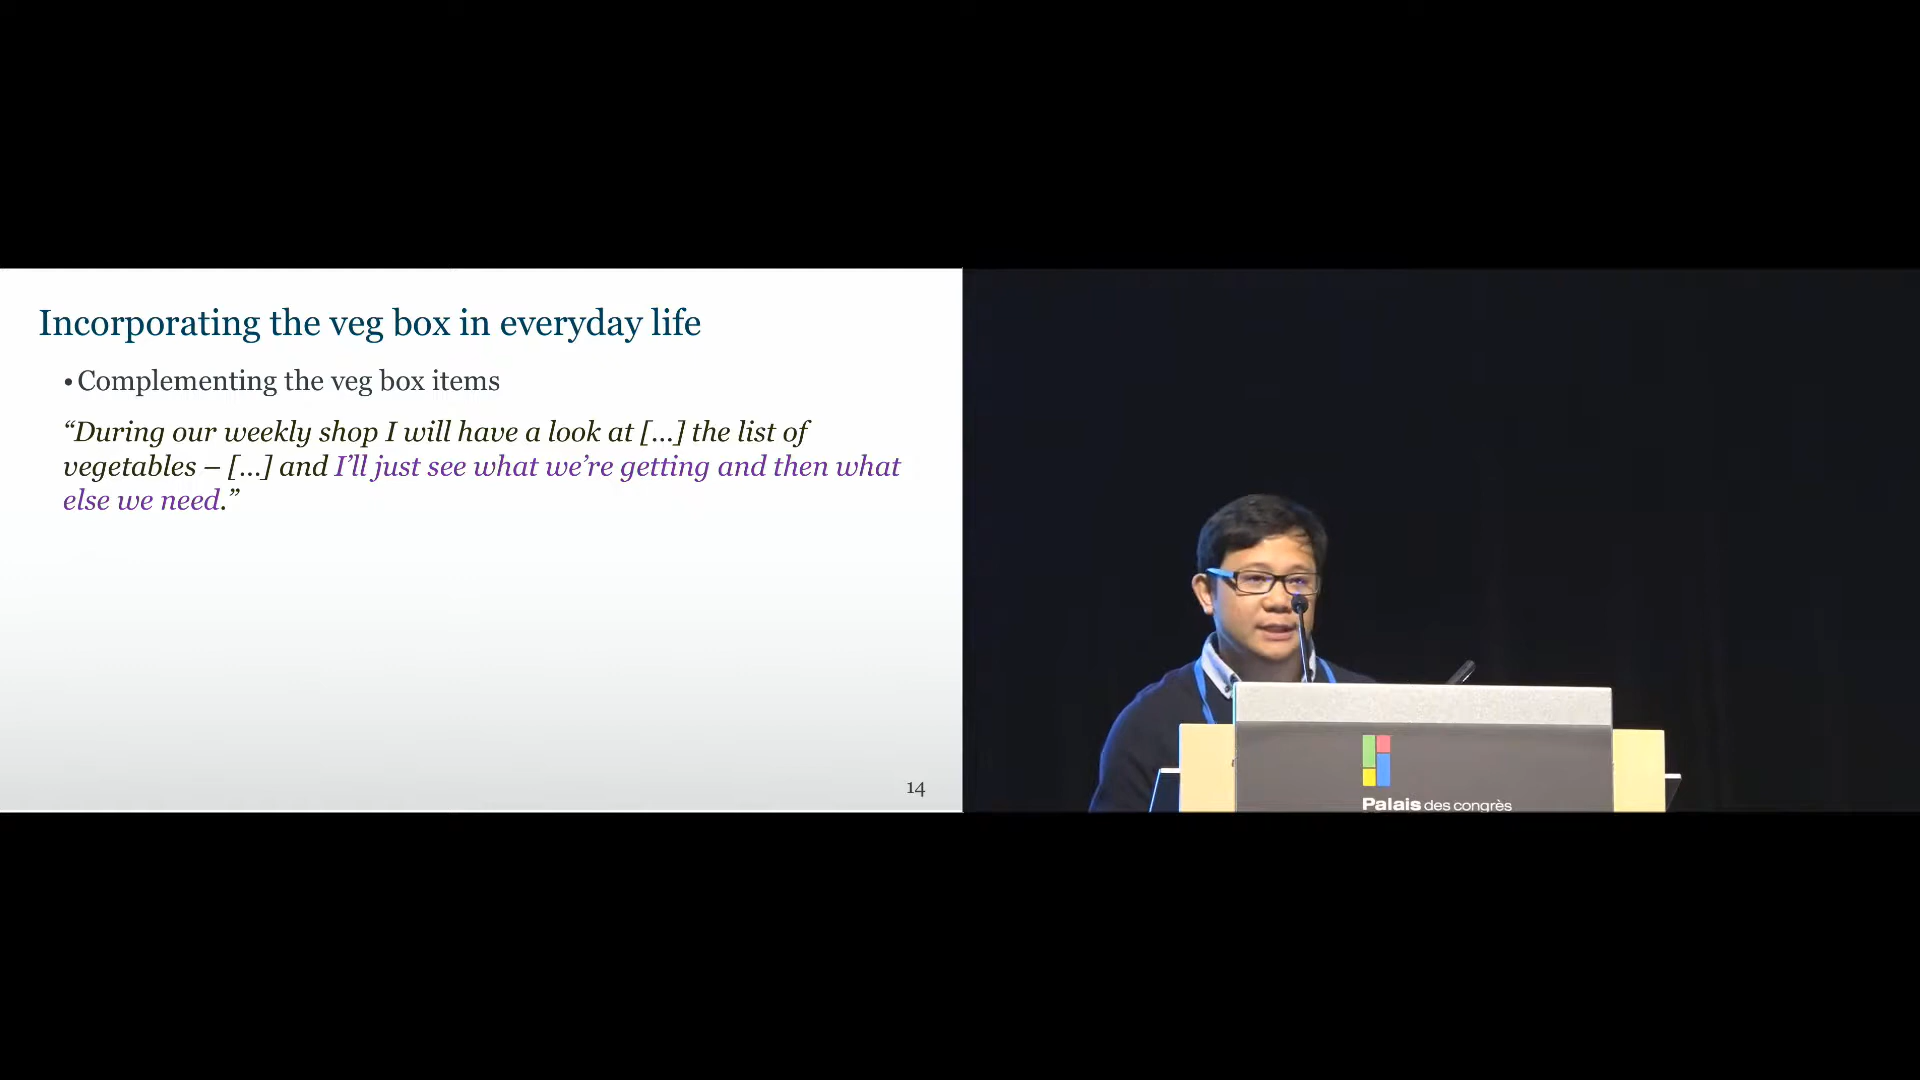 Incorporating the veg box in everyday life
• Complementing the veg box items
“During our weekly shop I will have a look at […] the list of
vegetables – […] and I’ll just see what we’re getting and then what
else we need.”
14
Palais des congrès